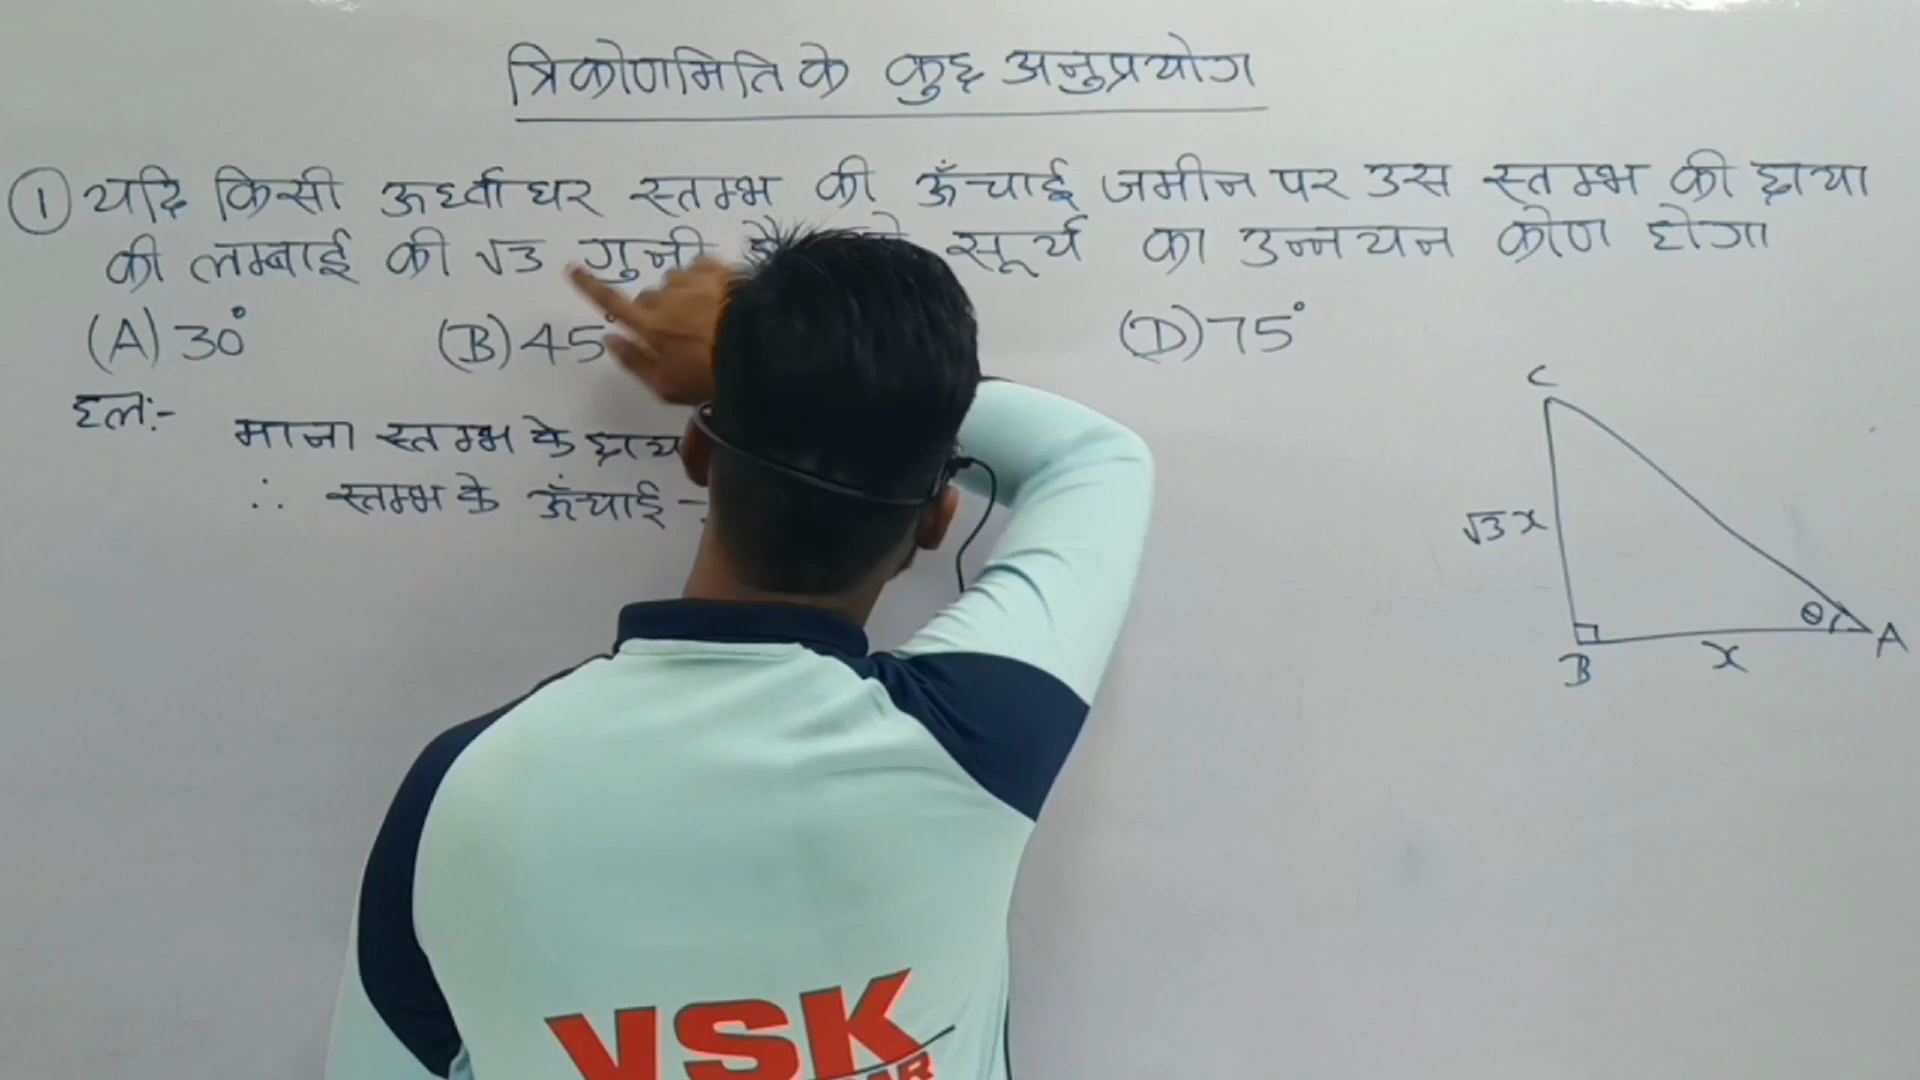 त्रिकोणमिति के कुछ अनुप्रयोग
① यदि किसी ऊर्ध्वाधर स्तम्भ की ऊँचाई जमीन पर उस स्तम्भ की छाया
की लम्बाई की √3 गुनी सूर्य का उन्नयन कोण होगा
(A) 30° (B) 45° (D) 75°
हल:-
माना स्तम्भ के
∴ स्तम्भ के ऊँचाई
C
√3 x
θ
A
B
x
VSK